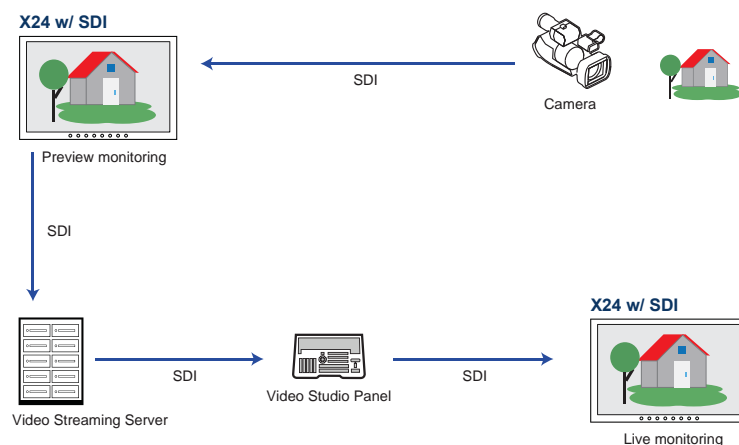 X24 w/ SDI
SDI
Camera
Preview monitoring
SDI
X24 w/ SDI
SDI
SDI
Video Streaming Server
Video Studio Panel
Live monitoring